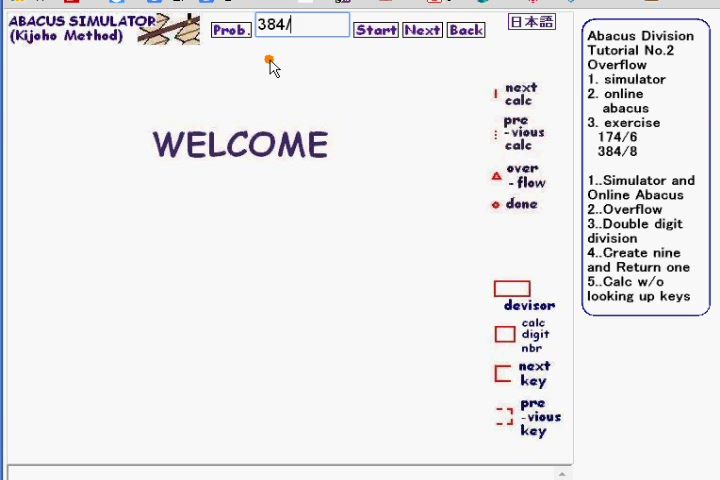 ABACUS SIMULATOR
(Kijoho Method)
Prob.
384/
Start Next Back
日本語
WELCOME
next
calc
pre
-vious
calc
over
-flow
done
devisor
calc
digit
nbr
next
key
pre
-vious
key
Abacus Division
Tutorial No.2
Overflow
1. simulator
2. online
abacus
3. exercise
174/6
384/8
1..Simulator and
Online Abacus
2..Overflow
3..Double digit
division
4..Create nine
and Return one
5..Calc w/o
looking up keys